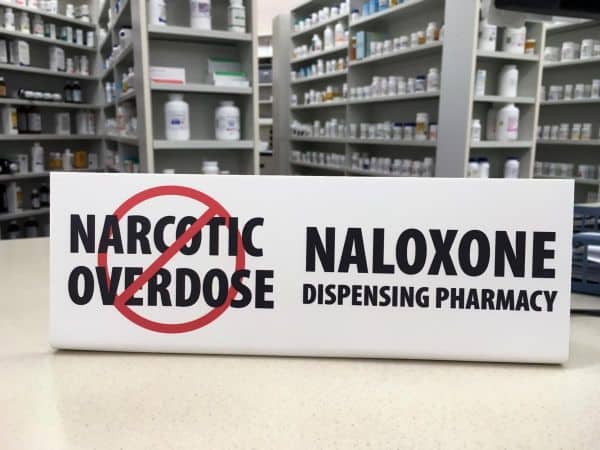 NARCOTIC
OVERDOSE
NALOXONE
DISPENSING PHARMACY